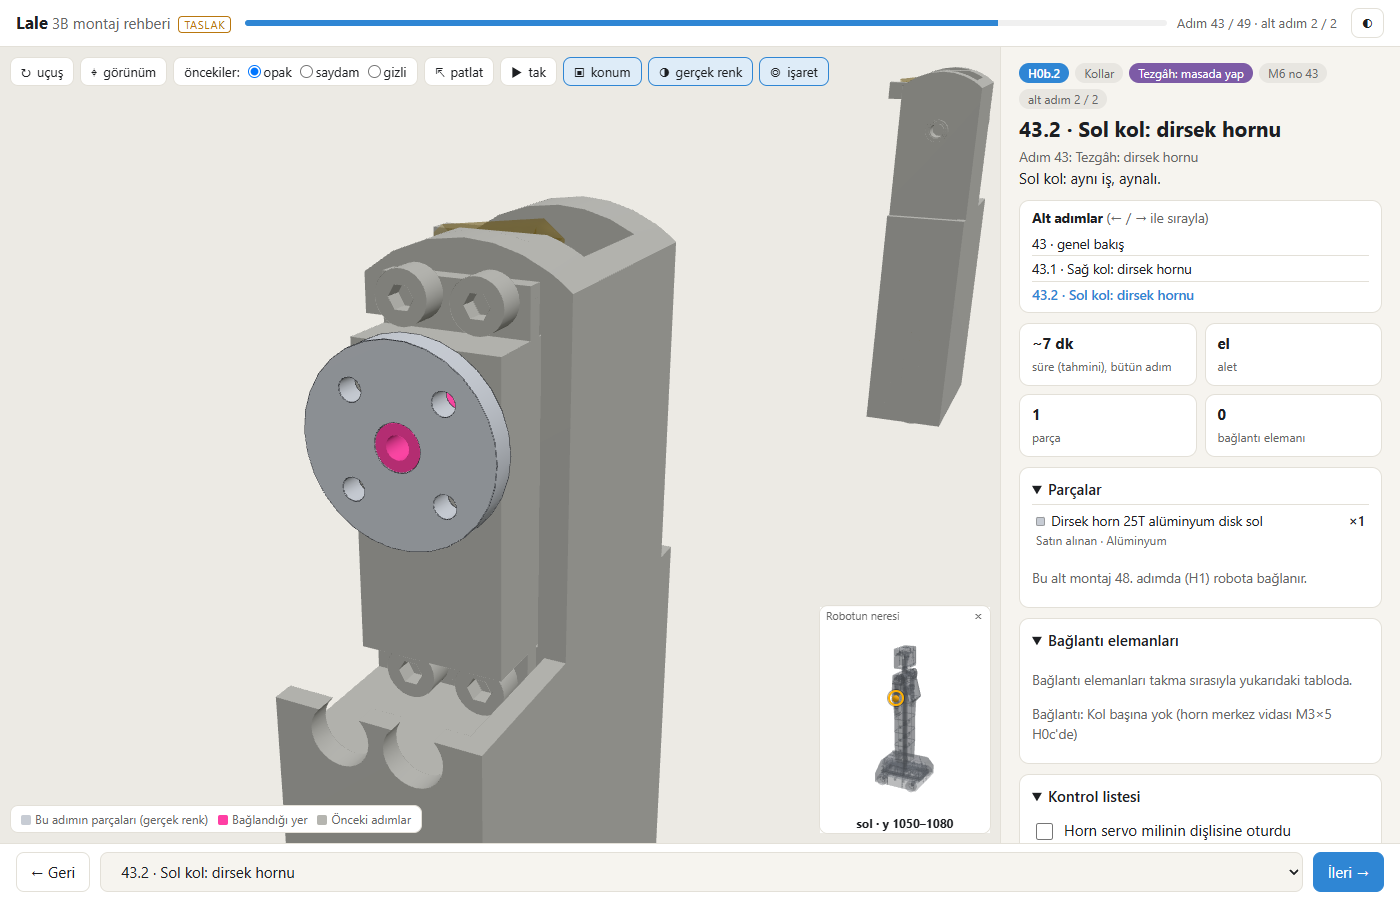 Lale 3B montaj rehberi TASLAK
Adım 43 / 49 · alt adım 2 / 2
↻ uçuş
⌖ görünüm
öncekiler: opak saydam gizli
↸ patlat
▶ tak
▣ konum
◑ gerçek renk
◎ işaret
H0b.2 Kollar Tezgâh: masada yap M6 no 43
alt adım 2 / 2
43.2 · Sol kol: dirsek hornu
Adım 43: Tezgâh: dirsek hornu
Sol kol: aynı iş, aynalı.
Alt adımlar (← / → ile sırayla)
43 · genel bakış
43.1 · Sağ kol: dirsek hornu
43.2 · Sol kol: dirsek hornu
~7 dk
süre (tahmini), bütün adım
el
alet
1
parça
0
bağlantı elemanı
▼ Parçalar
Dirsek horn 25T alüminyum disk sol ×1
Satın alınan · Alüminyum
Bu alt montaj 48. adımda (H1) robota bağlanır.
▼ Bağlantı elemanları
Bağlantı elemanları takma sırasıyla yukarıdaki tabloda.
Bağlantı: Kol başına yok (horn merkez vidası M3×5
H0c'de)
▼ Kontrol listesi
Horn servo milinin dişlisine oturdu
Robotun neresi ×
sol · y 1050–1080
Bu adımın parçaları (gerçek renk) Bağlandığı yer Önceki adımlar
← Geri
43.2 · Sol kol: dirsek hornu
İleri →